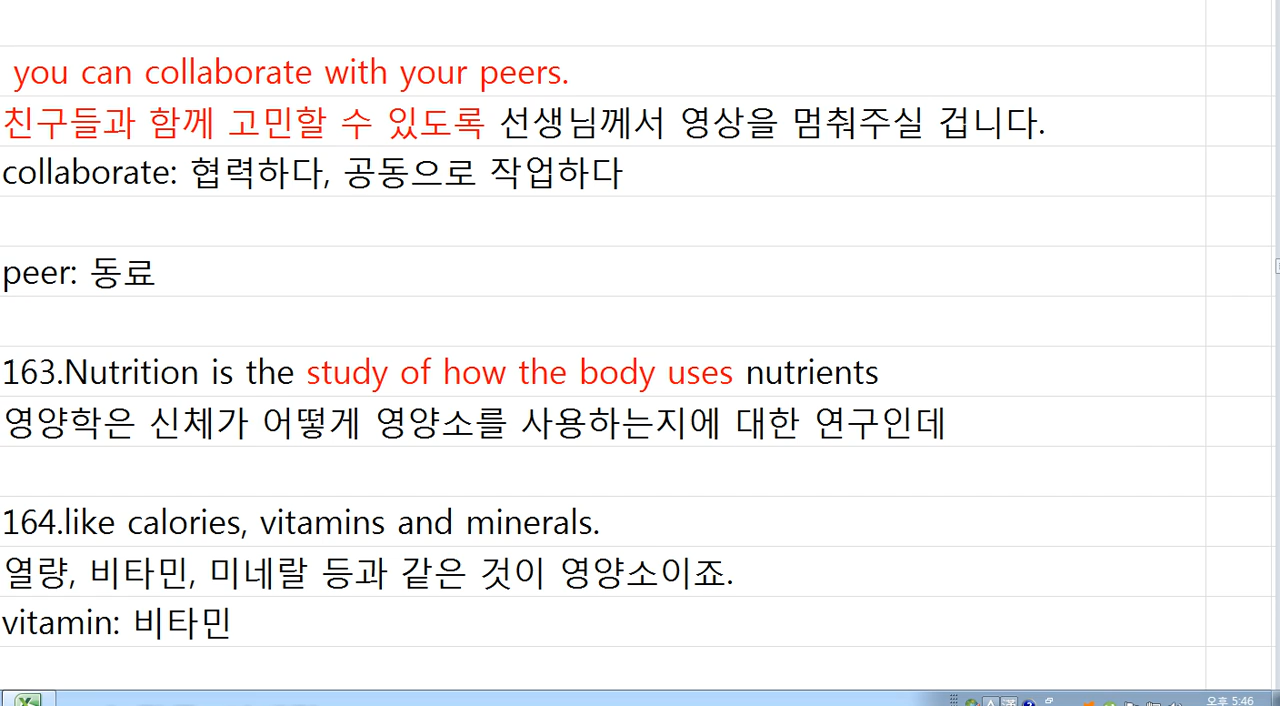 you can collaborate with your peers.
친구들과 함께 고민할 수 있도록 선생님께서 영상을 멈춰주실 겁니다.
collaborate: 협력하다, 공동으로 작업하다
peer: 동료
163.Nutrition is the study of how the body uses nutrients
영양학은 신체가 어떻게 영양소를 사용하는지에 대한 연구인데
164.like calories, vitamins and minerals.
열량, 비타민, 미네랄 등과 같은 것이 영양소이죠.
vitamin: 비타민
오후 5:46